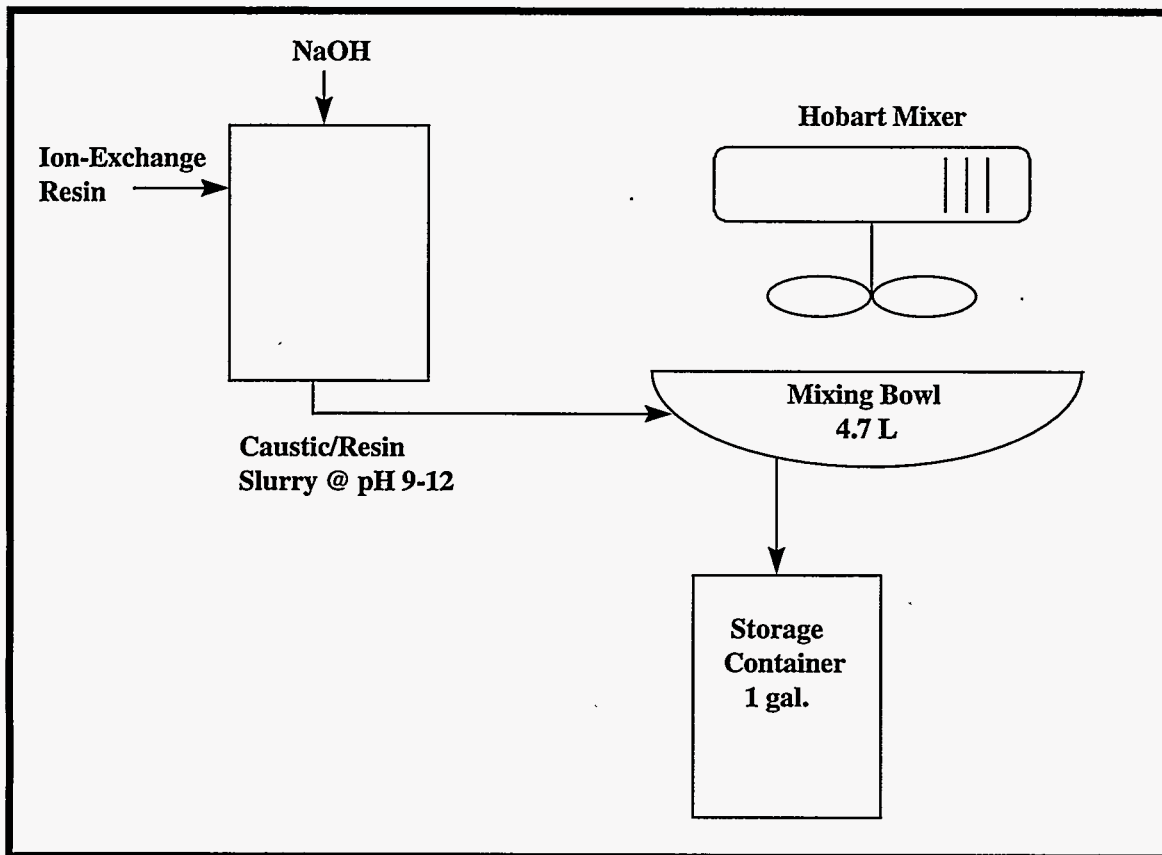 NaOH
Ion-Exchange
Resin
Hobart Mixer
Mixing Bowl
4.7 L
Caustic/Resin
Slurry @ pH 9-12
Storage
Container
1 gal.